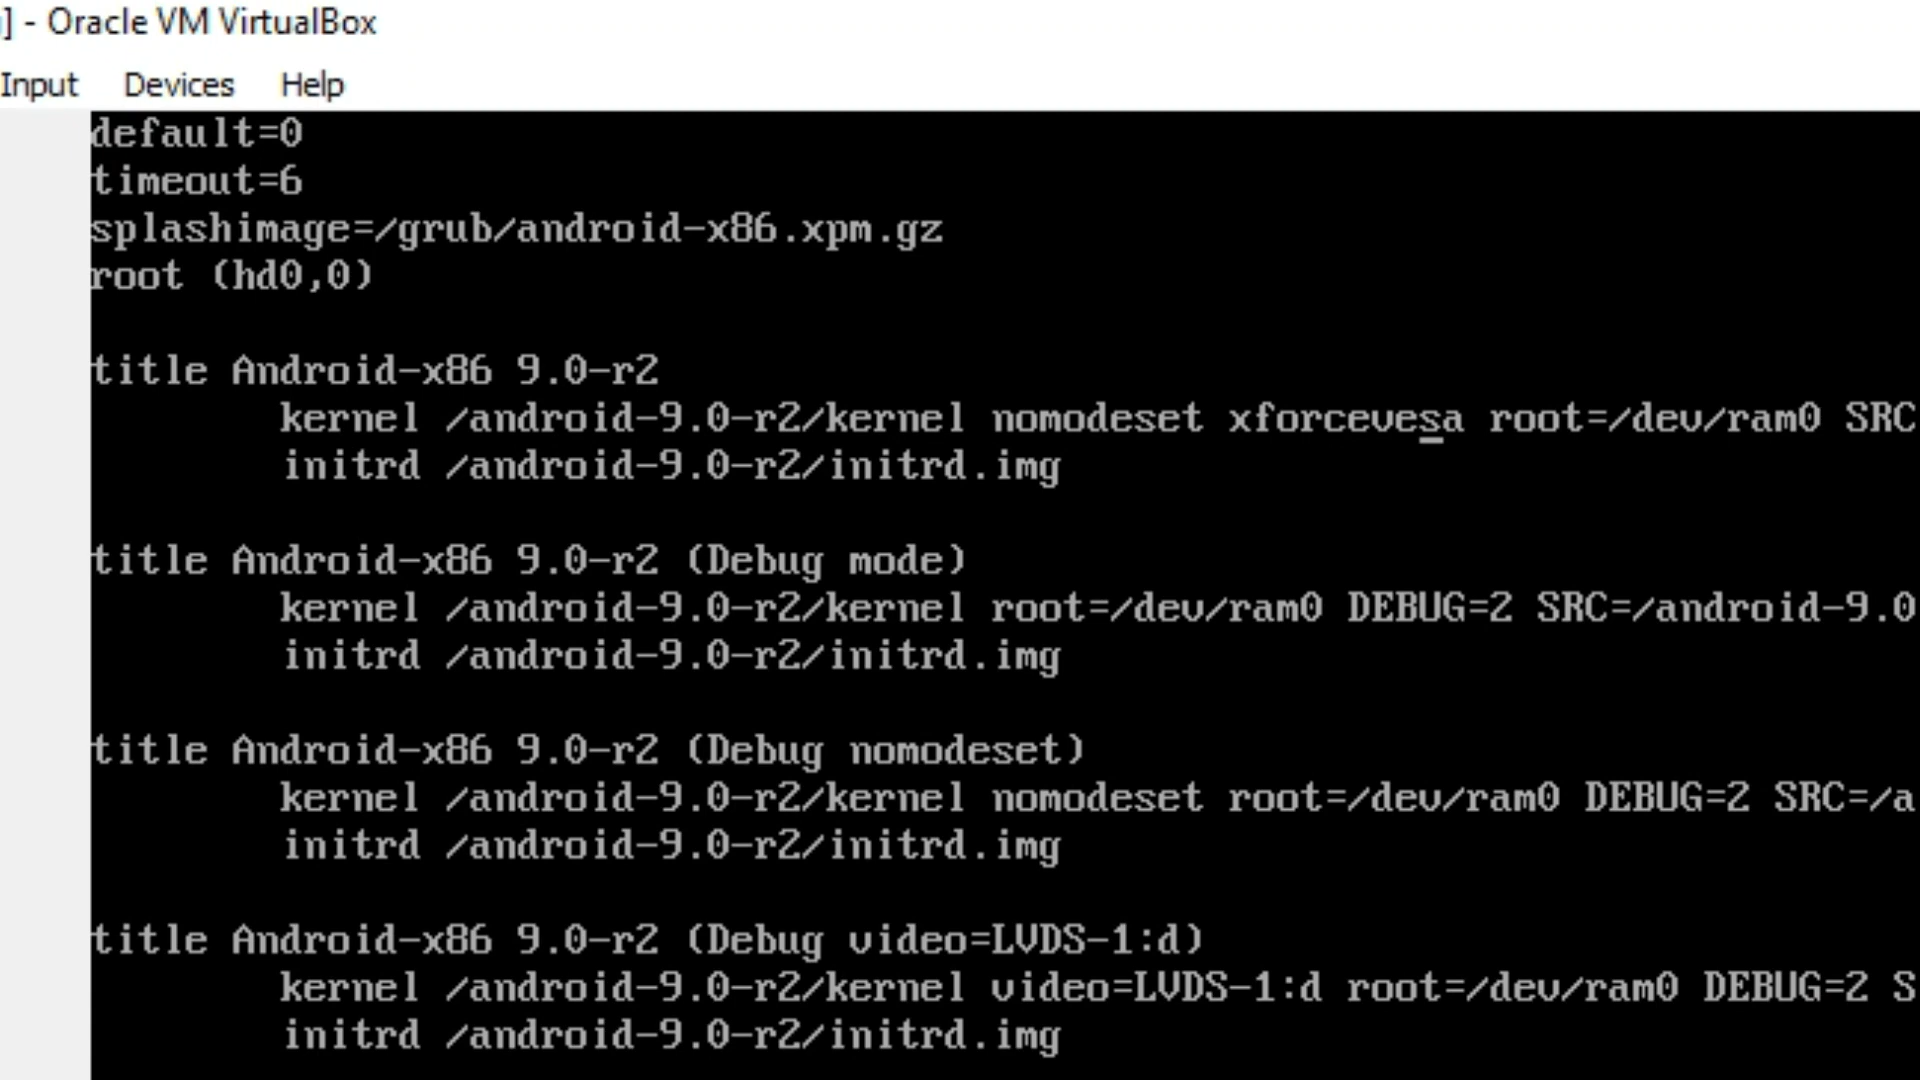 ] - Oracle VM VirtualBox
Input Devices Help
default=0
timeout=6
splashimage=/grub/android-x86.xpm.gz
root (hd0,0)
title Android-x86 9.0-r2
kernel /android-9.0-r2/kernel nomodeset xforcevesa root=/dev/ram0 SRC
initrd /android-9.0-r2/initrd.img
title Android-x86 9.0-r2 (Debug mode)
kernel /android-9.0-r2/kernel root=/dev/ram0 DEBUG=2 SRC=/android-9.0
initrd /android-9.0-r2/initrd.img
title Android-x86 9.0-r2 (Debug nomodeset)
kernel /android-9.0-r2/kernel nomodeset root=/dev/ram0 DEBUG=2 SRC=/a
initrd /android-9.0-r2/initrd.img
title Android-x86 9.0-r2 (Debug video=LVDS-1:d)
kernel /android-9.0-r2/kernel video=LVDS-1:d root=/dev/ram0 DEBUG=2 S
initrd /android-9.0-r2/initrd.img